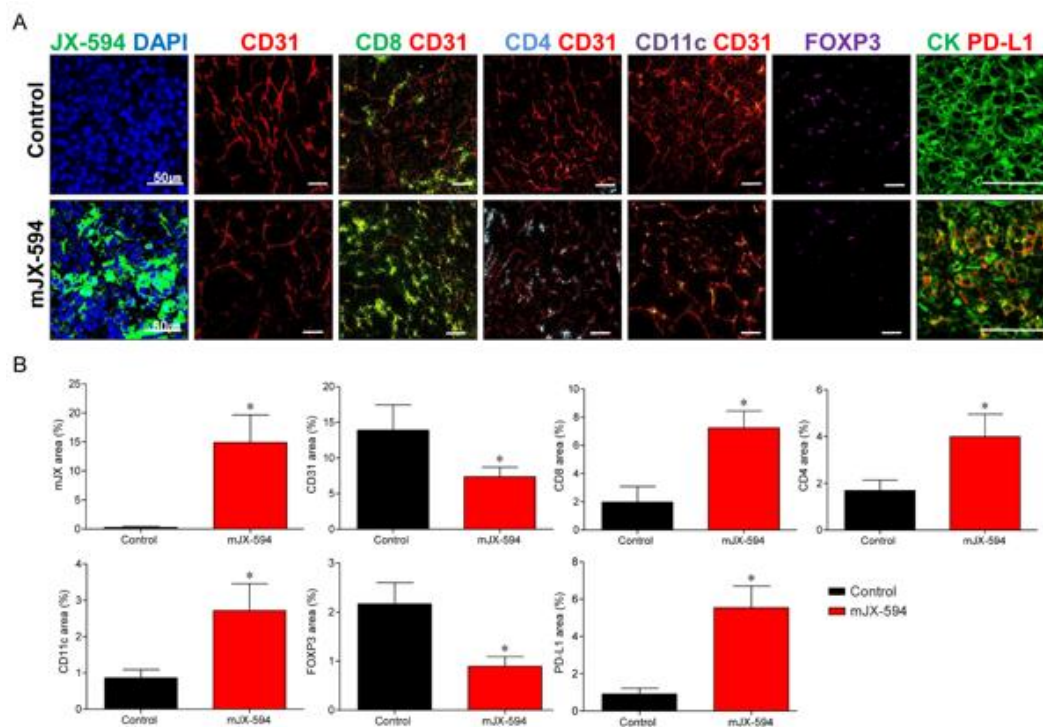 A
JX-594 DAPI CD31 CD8 CD31 CD4 CD31 CD11c CD31 FOXP3 CK PD-L1
Control
50μm
mJX-594
50μm
B
mJX area (%)
25
20
15
10
5
0
Control mJX-594
CD31 area (%)
20
15
10
5
0
Control mJX-594
CD8 area (%)
10
8
6
4
2
0
Control mJX-594
CD4 area (%)
6
4
2
0
Control mJX-594
CD11c area (%)
4
3
2
1
0
Control mJX-594
FOXP3 area (%)
3
2
1
0
Control mJX-594
PD-L1 area (%)
8
6
4
2
0
Control mJX-594
Control
mJX-594
* 
* 
* 
* 
* 
* 
*